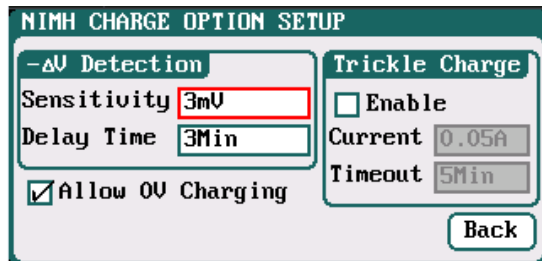 NIMH CHARGE OPTION SETUP
-ΔV Detection
Sensitivity 3mV
Delay Time 3Min
Allow 0V Charging
Trickle Charge
Enable
Current 0.05A
Timeout 5Min
Back